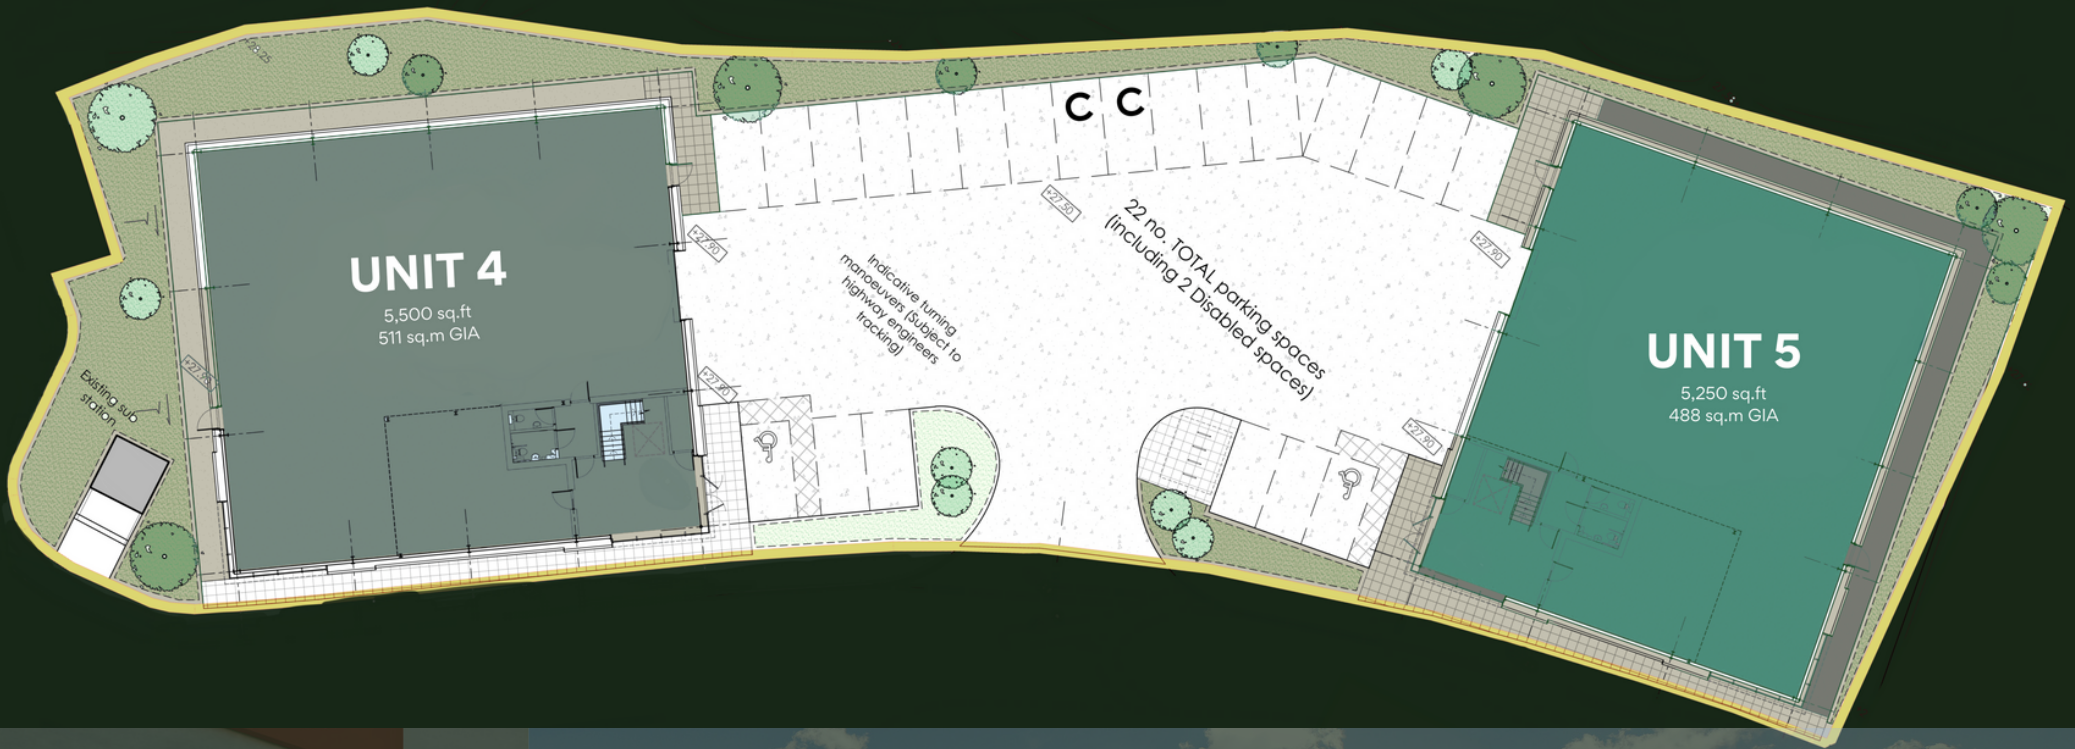 C C
+27.50
22 no. TOTAL parking spaces
(including 2 Disabled spaces)
+27.90
+27.90
Indicative turning
manoeuvers (Subject to
highway engineers
tracking)
UNIT 4
5,500 sq.ft
511 sq.m GIA
UNIT 5
5,250 sq.ft
488 sq.m GIA
Existing sub
station
+27.90
+27.90